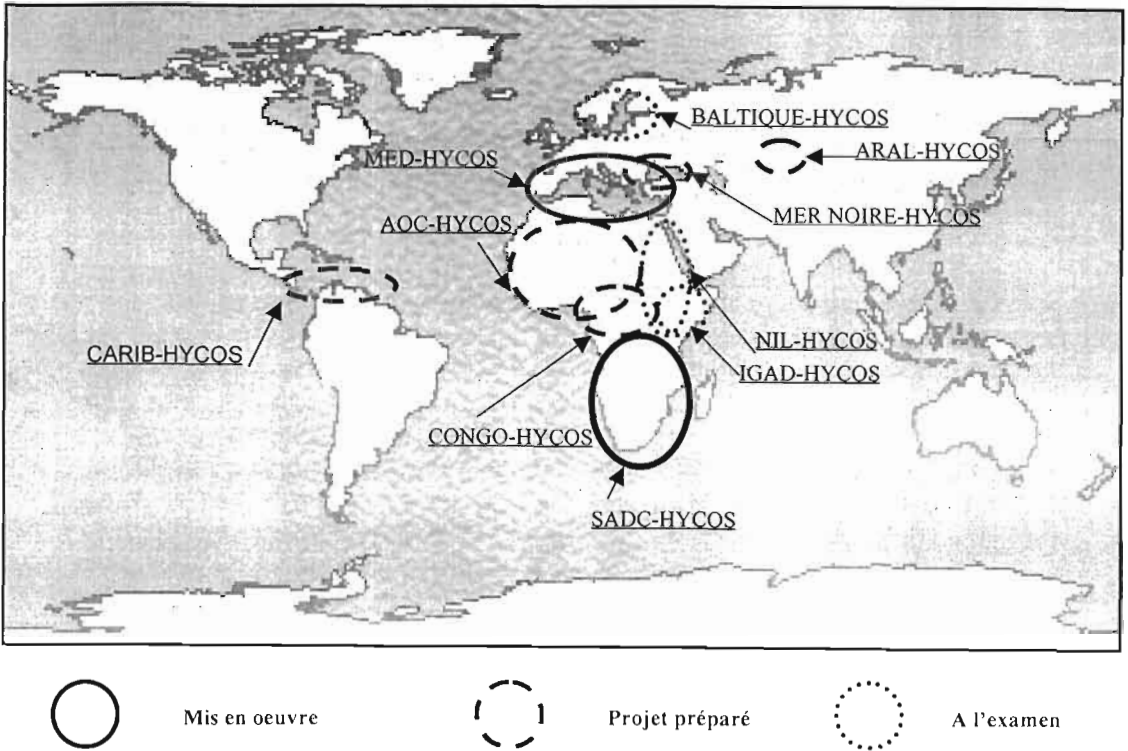 BALTIQUE-HYCOS
MED-HYCOS
ARAL-HYCOS
AOC-HYCOS
MER NOIRE-HYCOS
CARIB-HYCOS
NIL-HYCOS
IGAD-HYCOS
CONGO-HYCOS
SADC-HYCOS
Mis en oeuvre
Projet préparé
A l'examen